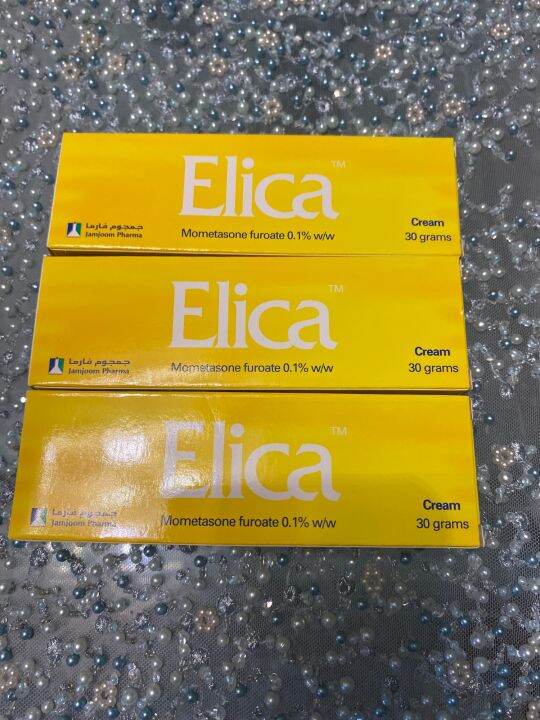 Elica™
جمجوم فارما
Jamjoom Pharma
Mometasone furoate 0.1% w/w
Cream
30 grams
Elica™
جمجوم فارما
Jamjoom Pharma
Mometasone furoate 0.1% w/w
Cream
30 grams
Elica™
جمجوم فارما
Jamjoom Pharma
Mometasone furoate 0.1% w/w
Cream
30 grams